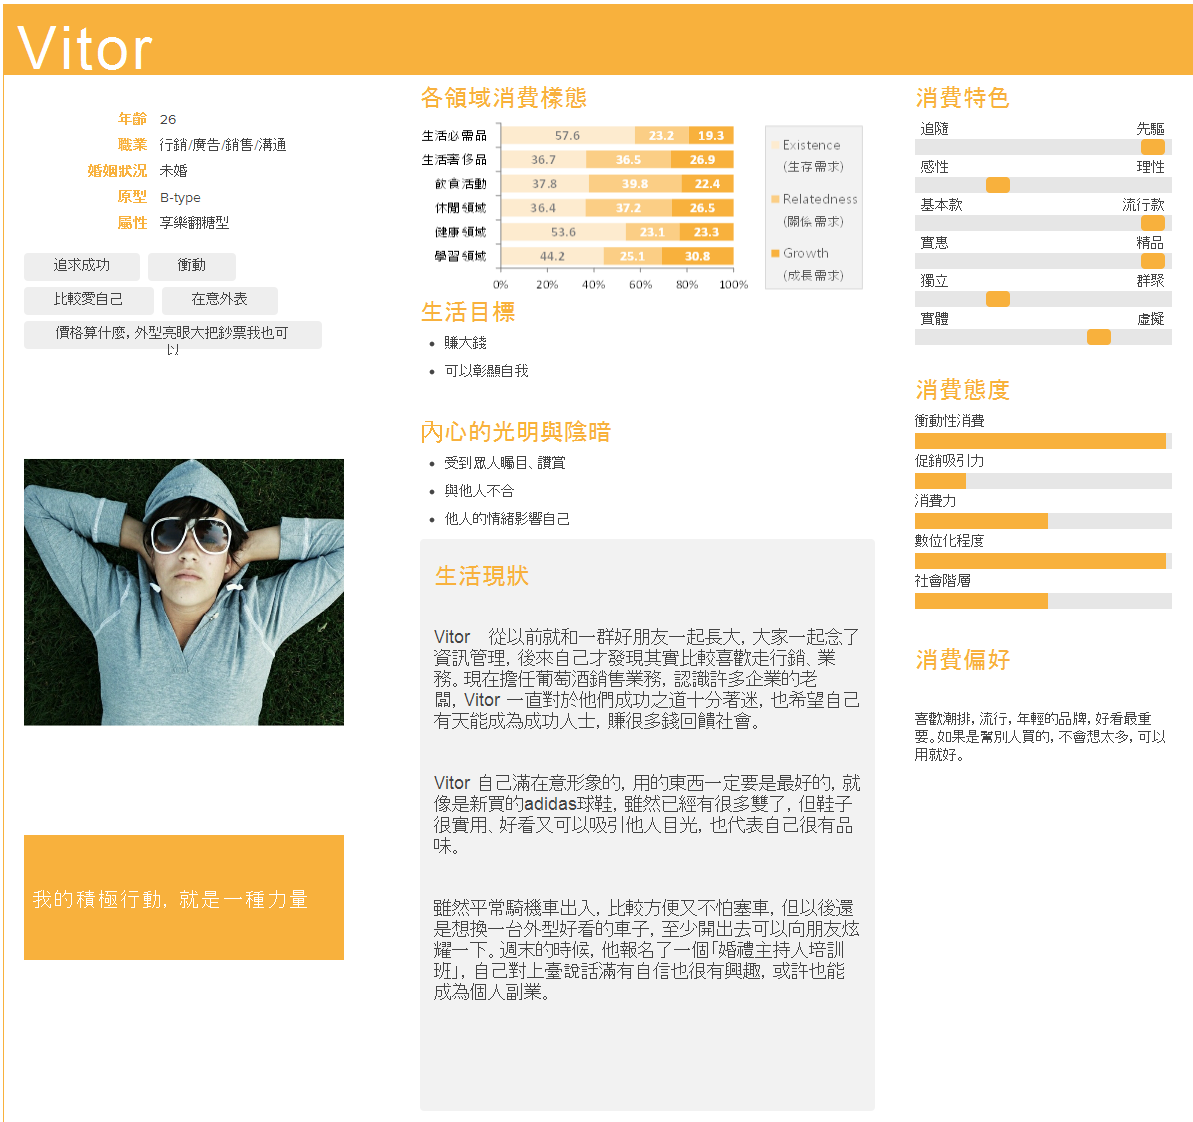 Vitor
年齡 26
職業 行銷/廣告/銷售/溝通
婚姻狀況 未婚
原型 B-type
屬性 享樂翻糖型
追求成功 衝動
比較愛自己 在意外表
價格算什麼, 外型亮眼大把鈔票我也可
以
我的積極行動, 就是一種力量
各領域消費樣態
生活必需品 57.6 23.2 19.3
生活奢侈品 36.7 36.5 26.9
飲食活動 37.8 39.8 22.4
休閒領域 36.4 37.2 26.5
健康領域 53.6 23.1 23.3
學習領域 44.2 25.1 30.8
0% 20% 40% 60% 80% 100%
Existence
(生存需求)
Relatedness
(關係需求)
Growth
(成長需求)
生活目標
• 賺大錢
• 可以彰顯自我
內心的光明與陰暗
• 受到眾人矚目、讚賞
• 與他人不合
• 他人的情緒影響自己
生活現狀
Vitor 從以前就和一群好朋友一起長大, 大家一起念了
資訊管理, 後來自己才發現其實比較喜歡走行銷、業
務。現在擔任葡萄酒銷售業務, 認識許多企業的老
闆, Vitor 一直對於他們成功之道十分著迷, 也希望自己
有天能成為成功人士, 賺很多錢回饋社會。
Vitor 自己滿在意形象的, 用的東西一定要是最好的, 就
像是新買的adidas球鞋, 雖然已經有很多雙了, 但鞋子
很實用、好看又可以吸引他人目光, 也代表自己很有品
味。
雖然平常騎機車出入, 比較方便又不怕塞車, 但以後還
是想換一台外型好看的車子, 至少開出去可以向朋友炫
耀一下。週末的時候, 他報名了一個「婚禮主持人培訓
班」, 自己對上臺說話滿有自信也很有興趣, 或許也能
成為個人副業。
消費特色
追隨 先驅
感性 理性
基本款 流行款
實惠 精品
獨立 群聚
實體 虛擬
消費態度
衝動性消費
促銷吸引力
消費力
數位化程度
社會階層
消費偏好
喜歡潮排, 流行, 年輕的品牌, 好看最重
要。如果是幫別人買的, 不會想太多, 可以
用就好。